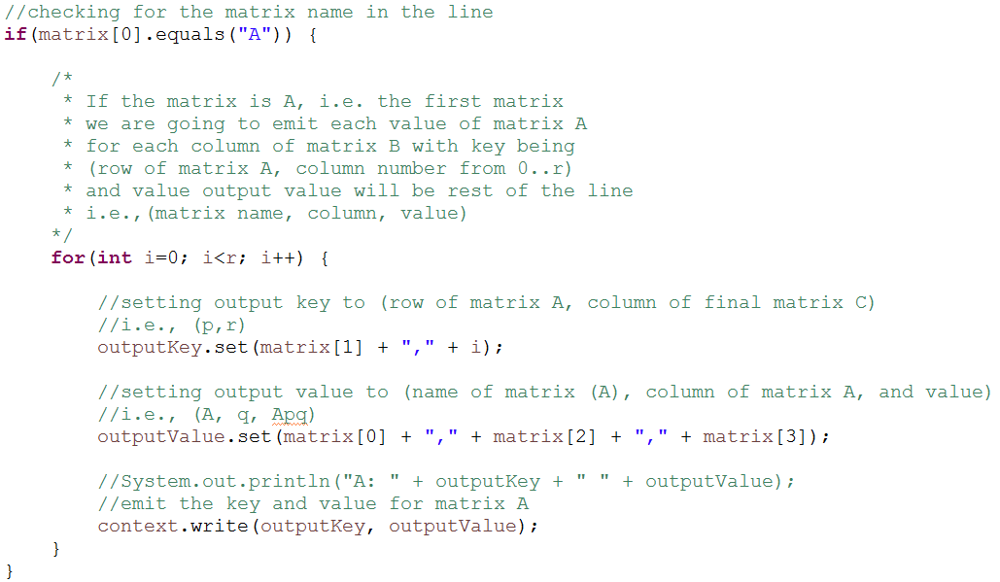 //checking for the matrix name in the line
if(matrix[0].equals("A")) {
/*
* If the matrix is A, i.e. the first matrix
* we are going to emit each value of matrix A
* for each column of matrix B with key being
* (row of matrix A, column number from 0..r)
* and value output value will be rest of the line
* i.e.,(matrix name, column, value)
*/
for(int i=0; i<r; i++) {
//setting output key to (row of matrix A, column of final matrix C)
//i.e., (p,r)
outputKey.set(matrix[1] + "," + i);
//setting output value to (name of matrix (A), column of matrix A, and value)
//i.e., (A, q, Apq)
outputValue.set(matrix[0] + "," + matrix[2] + "," + matrix[3]);
//System.out.println("A: " + outputKey + " " + outputValue);
//emit the key and value for matrix A
context.write(outputKey, outputValue);
}
}